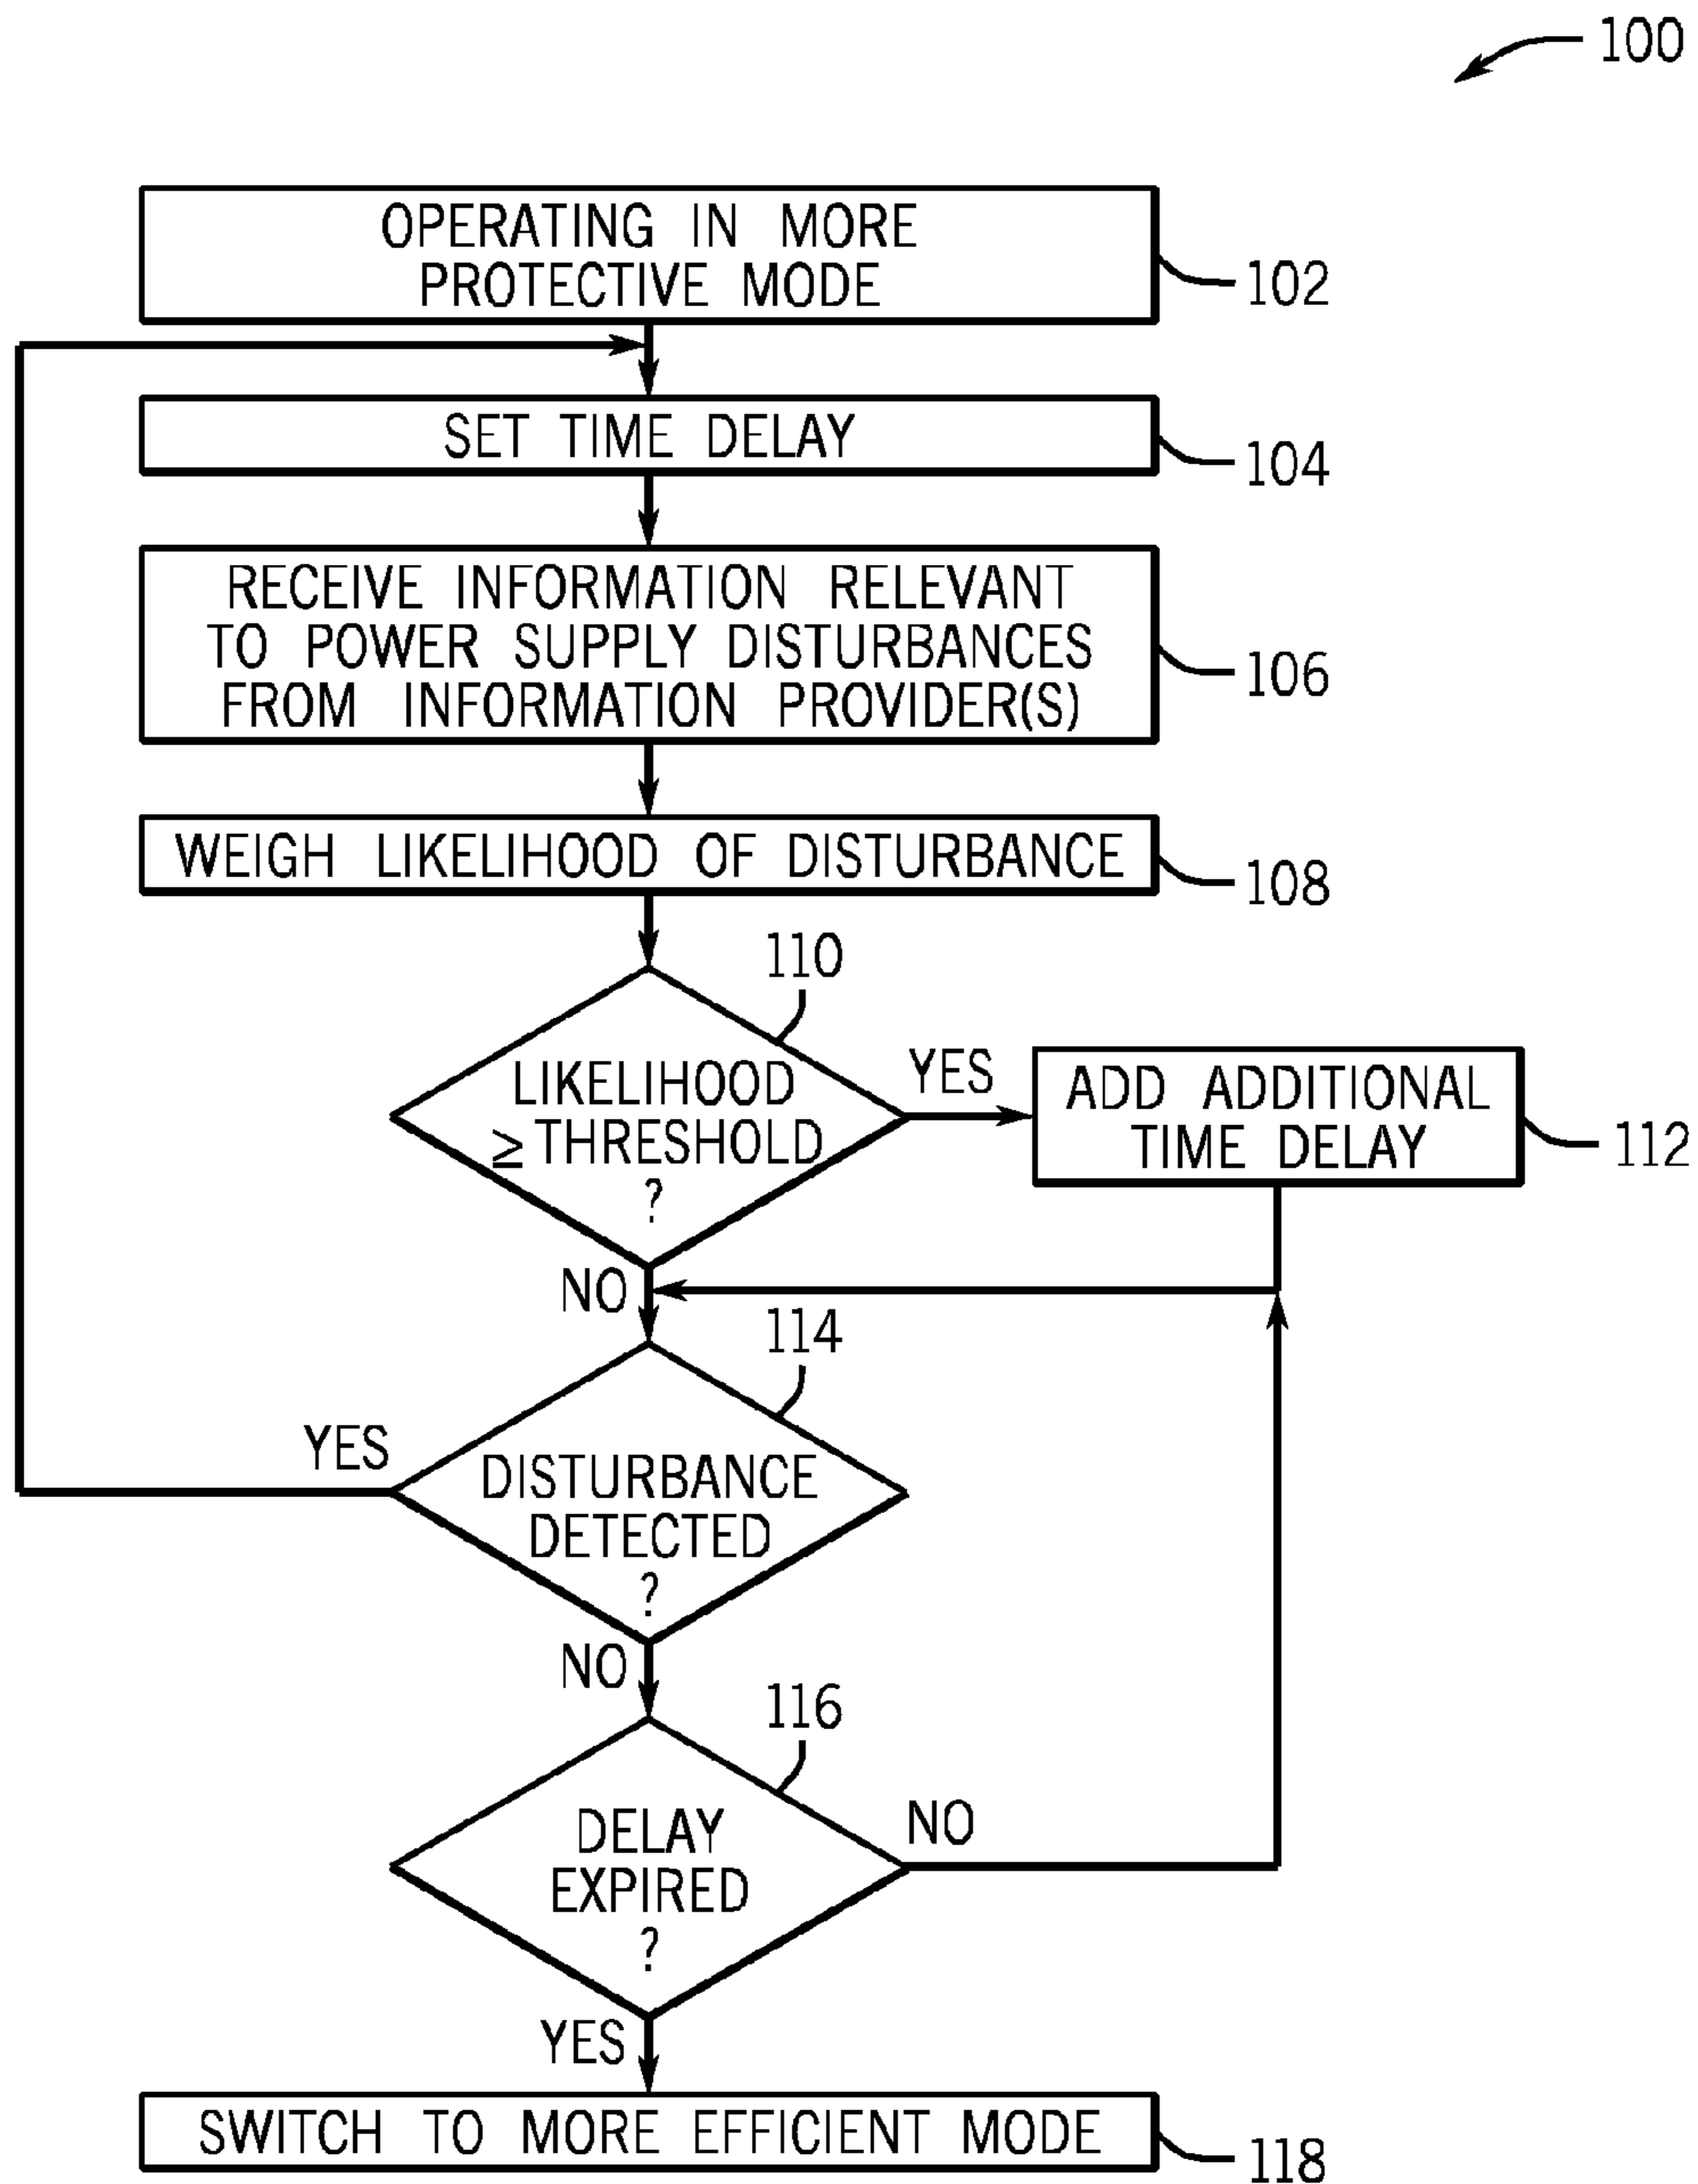 100
OPERATING IN MORE
PROTECTIVE MODE
102
SET TIME DELAY
104
RECEIVE INFORMATION RELEVANT
TO POWER SUPPLY DISTURBANCES
FROM INFORMATION PROVIDER(S)
106
WEIGH LIKELIHOOD OF DISTURBANCE
108
110
LIKELIHOOD
≥ THRESHOLD
?
YES
ADD ADDITIONAL
TIME DELAY
112
NO
114
DISTURBANCE
DETECTED
?
YES
NO
116
DELAY
EXPIRED
?
NO
YES
SWITCH TO MORE EFFICIENT MODE
118